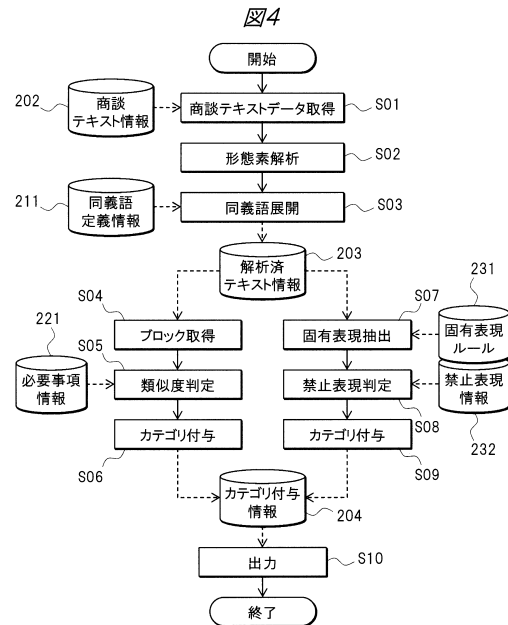 図4
開始
202
商談
テキスト情報
商談テキストデータ取得
S01
形態素解析
S02
211
同義語
定義情報
同義語展開
S03
解析済
テキスト情報
203
S04
ブロック取得
S07
固有表現抽出
231
固有表現
ルール
221
必要事項
情報
S05
類似度判定
禁止表現判定
S08
禁止表現
情報
232
カテゴリ付与
S06
カテゴリ付与
S09
カテゴリ付与
情報
204
出力
S10
終了